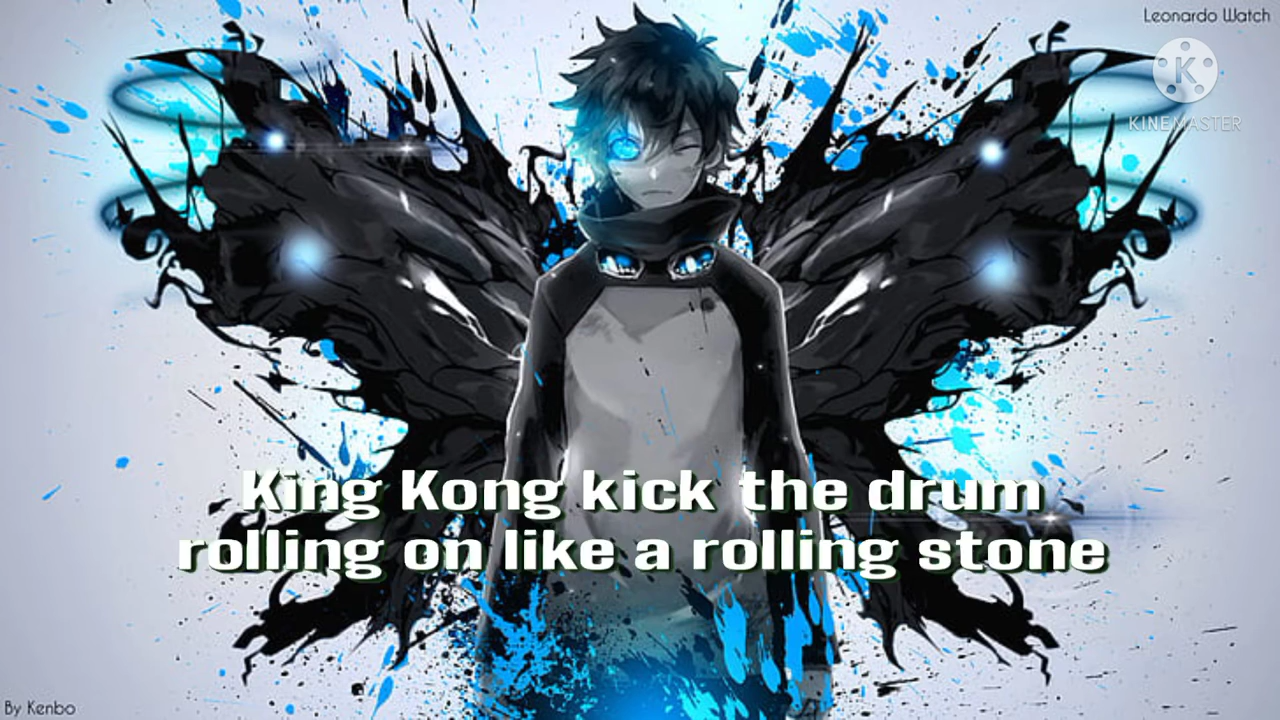 Leonardo Watch
K
KINEMASTER
King Kong kick the drum
rolling on like a rolling stone
By Kenbo